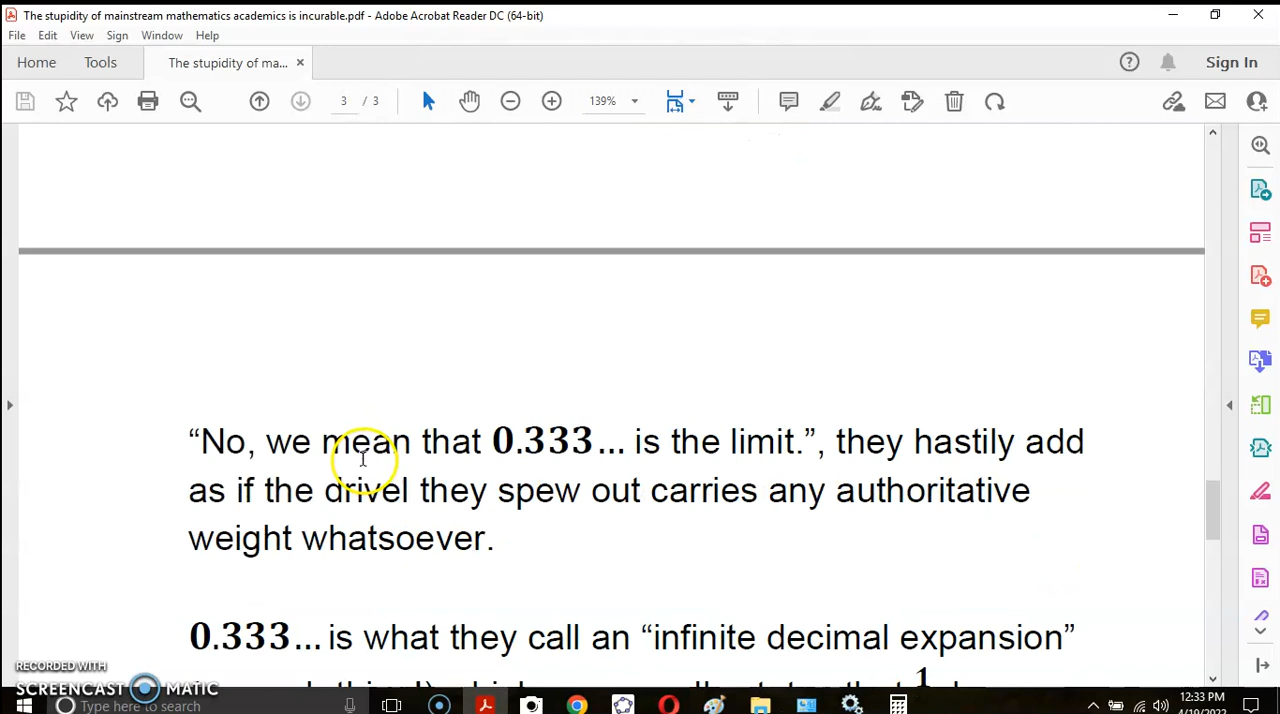 The stupidity of mainstream mathematics academics is incurable.pdf - Adobe Acrobat Reader DC (64-bit)
File Edit View Sign Window Help
Home Tools The stupidity of ma... × Sign In
3 / 3 139%
“No, we mean that 0.333... is the limit.”, they hastily add
as if the drivel they spew out carries any authoritative
weight whatsoever.
0.333... is what they call an “infinite decimal expansion”
1
RECORDED WITH
SCREENCAST MATIC
Type here to search
12:33 PM
4/19/2022